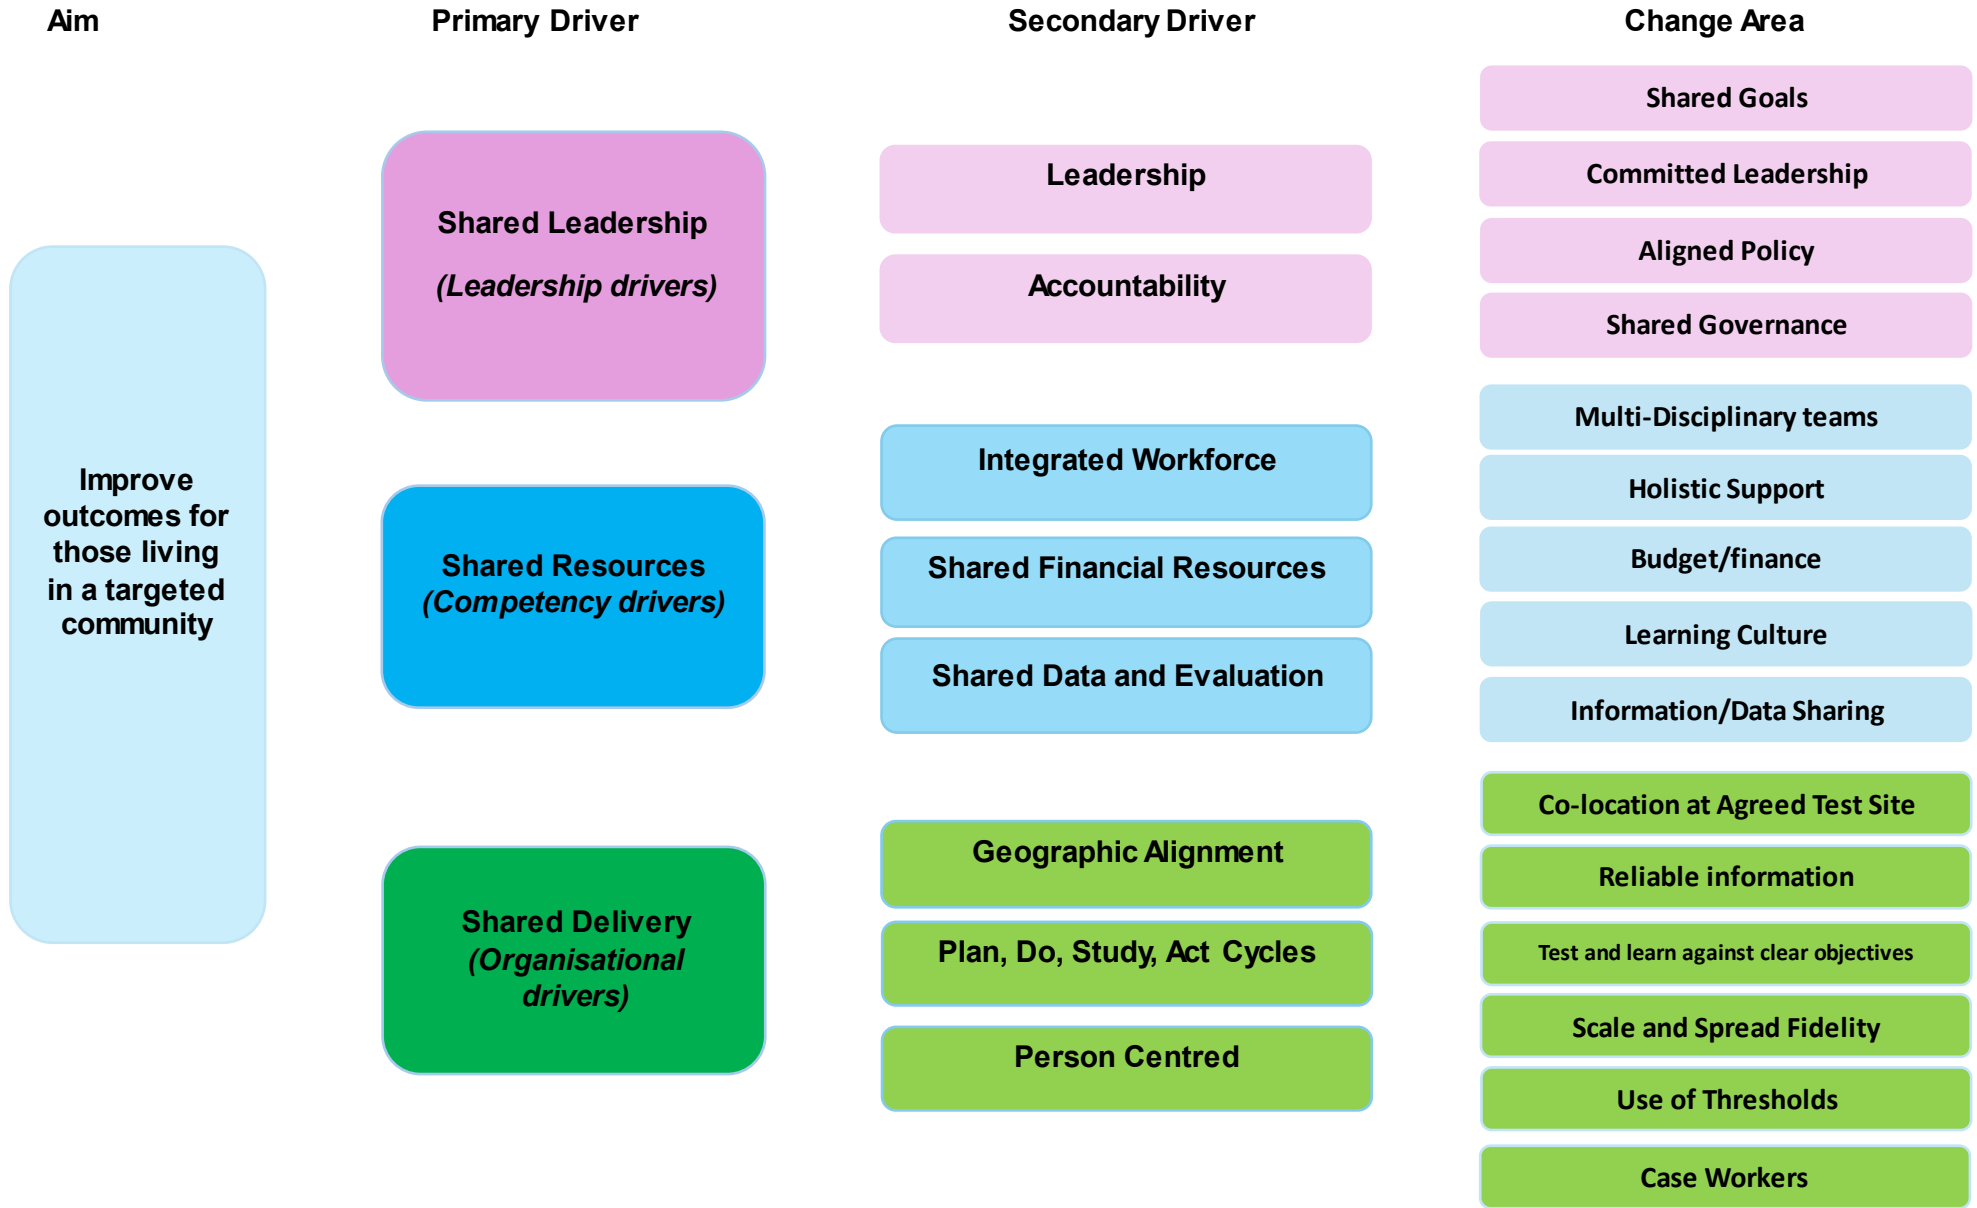 Aim
Primary Driver
Secondary Driver
Change Area
Improve
outcomes for
those living
in a targeted
community
Shared Leadership
(Leadership drivers)
Shared Resources
(Competency drivers)
Shared Delivery
(Organisational
drivers)
Leadership
Accountability
Integrated Workforce
Shared Financial Resources
Shared Data and Evaluation
Geographic Alignment
Plan, Do, Study, Act Cycles
Person Centred
Shared Goals
Committed Leadership
Aligned Policy
Shared Governance
Multi-Disciplinary teams
Holistic Support
Budget/finance
Learning Culture
Information/Data Sharing
Co-location at Agreed Test Site
Reliable information
Test and learn against clear objectives
Scale and Spread Fidelity
Use of Thresholds
Case Workers